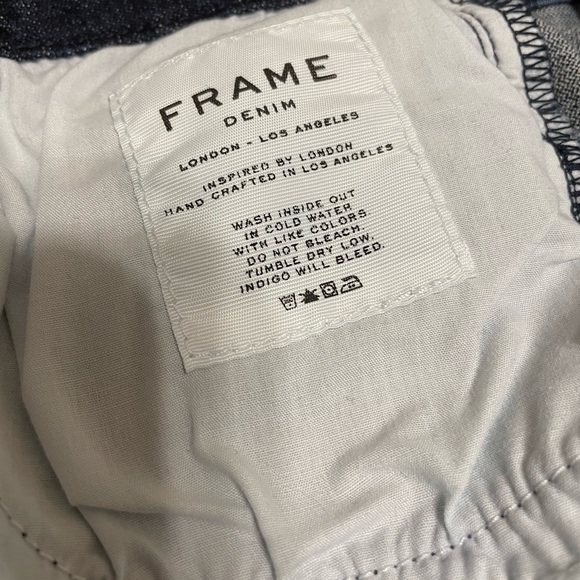 FRAME
DENIM
LONDON - LOS ANGELES
INSPIRED BY LONDON
HAND CRAFTED IN LOS ANGELES
WASH INSIDE OUT
IN COLD WATER
WITH LIKE COLORS
DO NOT BLEACH.
TUMBLE DRY LOW.
INDIGO WILL BLEED.